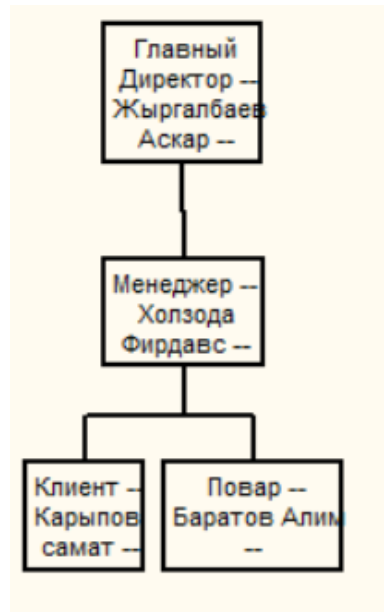 Главный
Директор --
Жыргалбаев
Аскар --
Менеджер --
Холзода
Фирдавс --
Клиент --
Карыпов
самат --
Повар --
Баратов Алим
--